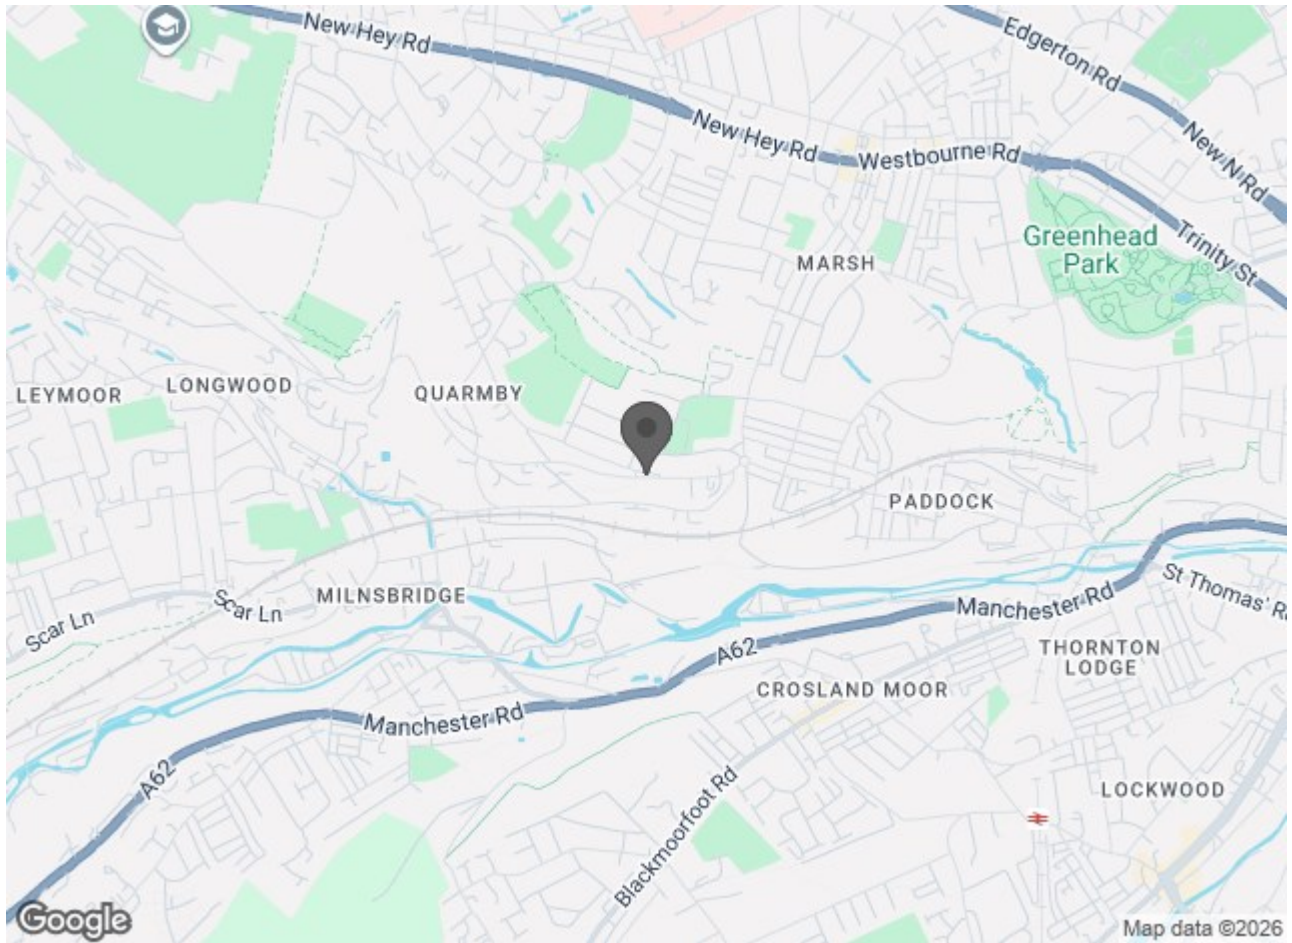 New Hey Rd
Edgerton Rd
New Hey Rd
Westbourne Rd
New N Rd
Greenhead
Park
Trinity St
MARSH
LEYMOOR
LONGWOOD
QUARMBY
PADDOCK
Scar Ln
Scar Ln
MILNSBRIDGE
St Thomas' R
Manchester Rd
A62
THORNTON
LODGE
CROSLAND MOOR
Manchester Rd
A62
LOCKWOOD
Blackmoorfoot Rd
Google
Map data ©2026